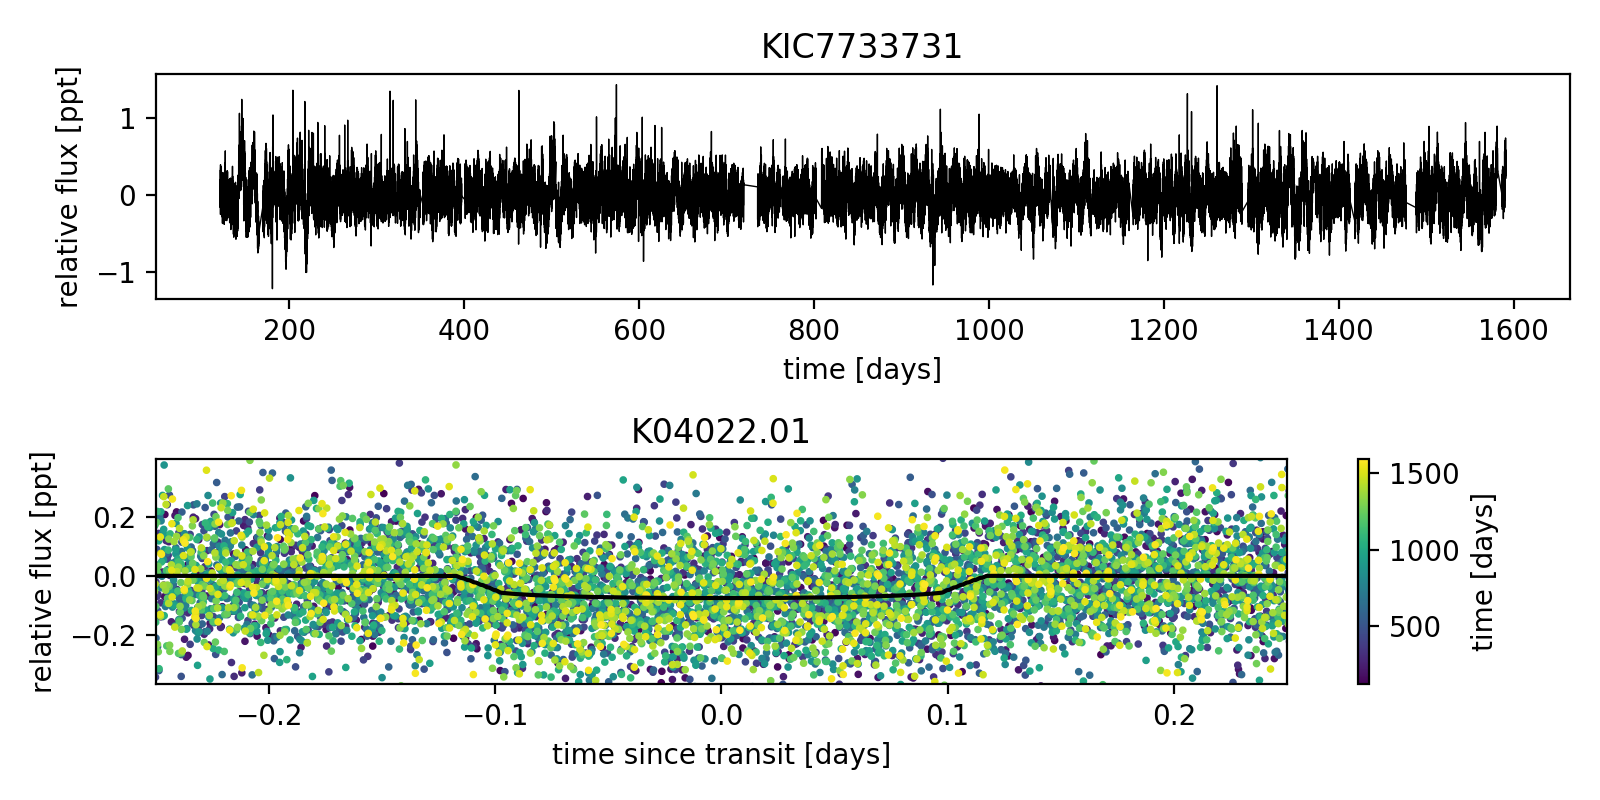 KIC7733731
relative flux [ppt]
1
0
−1
200 400 600 800 1000 1200 1400 1600
time [days]
K04022.01
relative flux [ppt]
0.2
0.0
−0.2
−0.2 −0.1 0.0 0.1 0.2
time since transit [days]
1500
1000
500
time [days]